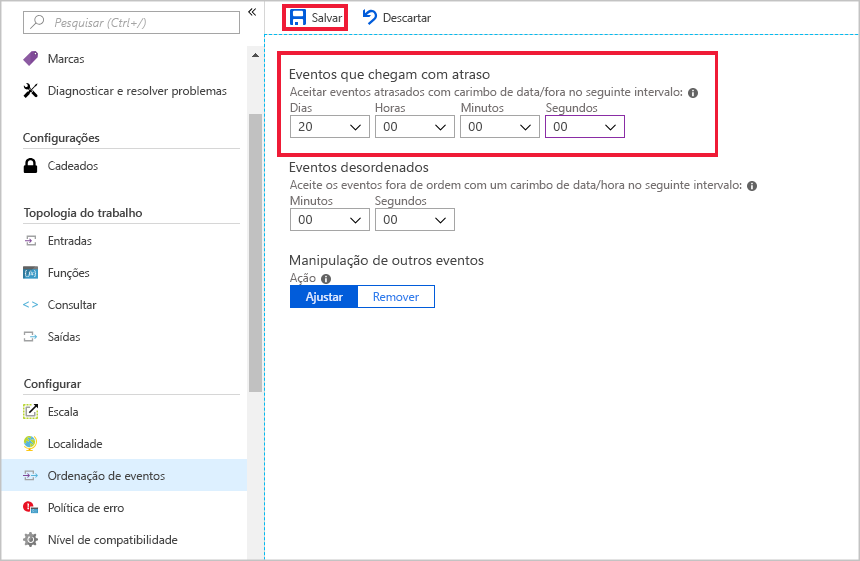 Pesquisar (Ctrl+/)
«
Marcas
Diagnosticar e resolver problemas
Configurações
Cadeados
Topologia do trabalho
Entradas
Funções
Consultar
Saídas
Configurar
Escala
Localidade
Ordenação de eventos
Política de erro
Nível de compatibilidade
Salvar Descartar
Eventos que chegam com atraso
Aceitar eventos atrasados com carimbo de data/fora no seguinte intervalo:
Dias Horas Minutos Segundos
20 00 00 00
Eventos desordenados
Aceite os eventos fora de ordem com um carimbo de data/hora no seguinte intervalo:
Minutos Segundos
00 00
Manipulação de outros eventos
Ação
Ajustar Remover